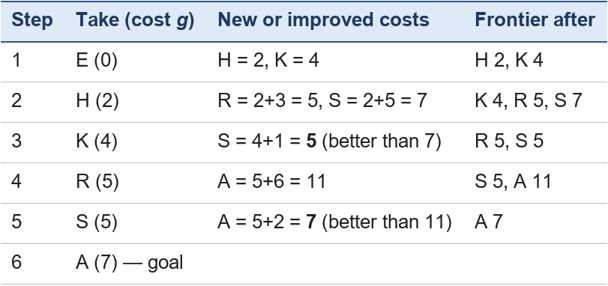 Step Take (cost g) New or improved costs Frontier after
1 E (0) H = 2, K = 4 H 2, K 4
2 H (2) R = 2+3 = 5, S = 2+5 = 7 K 4, R 5, S 7
3 K (4) S = 4+1 = 5 (better than 7) R 5, S 5
4 R (5) A = 5+6 = 11 S 5, A 11
5 S (5) A = 5+2 = 7 (better than 11) A 7
6 A (7) — goal